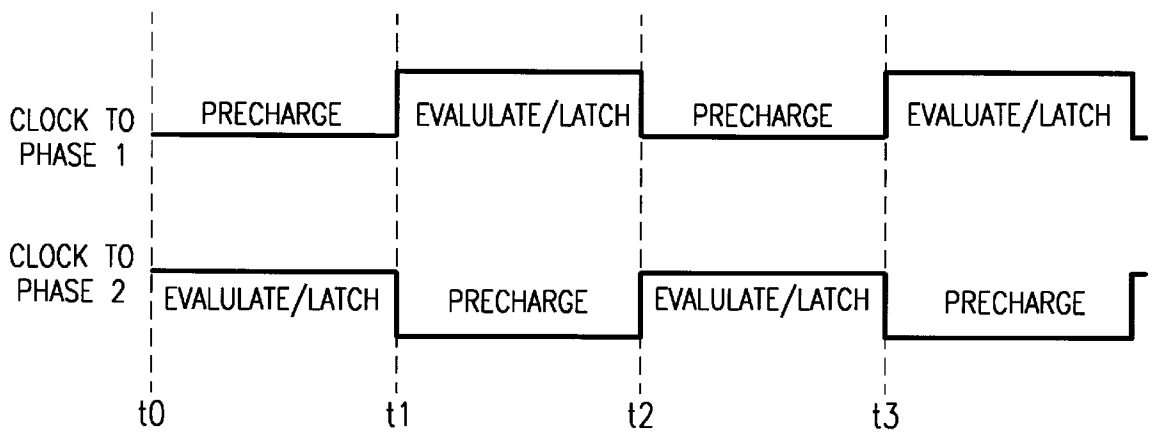 CLOCK TO
PHASE 1
PRECHARGE
EVALULATE/LATCH
PRECHARGE
EVALUATE/LATCH
CLOCK TO
PHASE 2
EVALULATE/LATCH
PRECHARGE
EVALULATE/LATCH
PRECHARGE
t0
t1
t2
t3